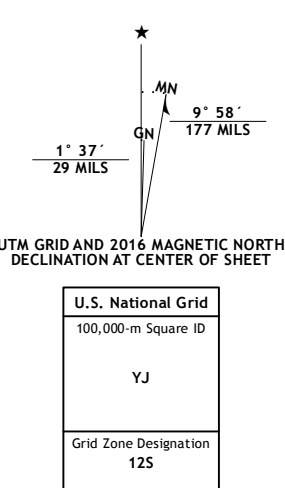 ★
MN
9° 58´
177 MILS
GN
1° 37´
29 MILS
UTM GRID AND 2016 MAGNETIC NORTH
DECLINATION AT CENTER OF SHEET
U.S. National Grid
100,000-m Square ID
YJ
Grid Zone Designation
12S